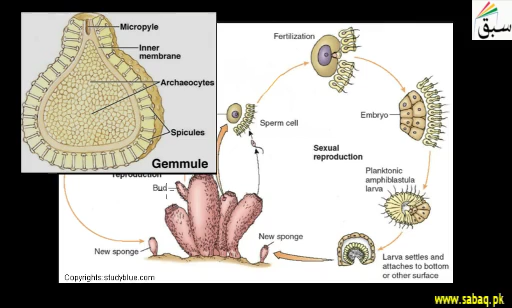 Micropyle
Inner
membrane
Archaeocytes
Spicules
Gemmule
Fertilization
سبق
Sperm cell
Embryo
Sexual
reproduction
Planktonic
amphiblastula
larva
reproduction
Bud
New sponge
New sponge
Larva settles and
attaches to bottom
or other surface
Copyrights:studyblue.com
www.sabaq.pk